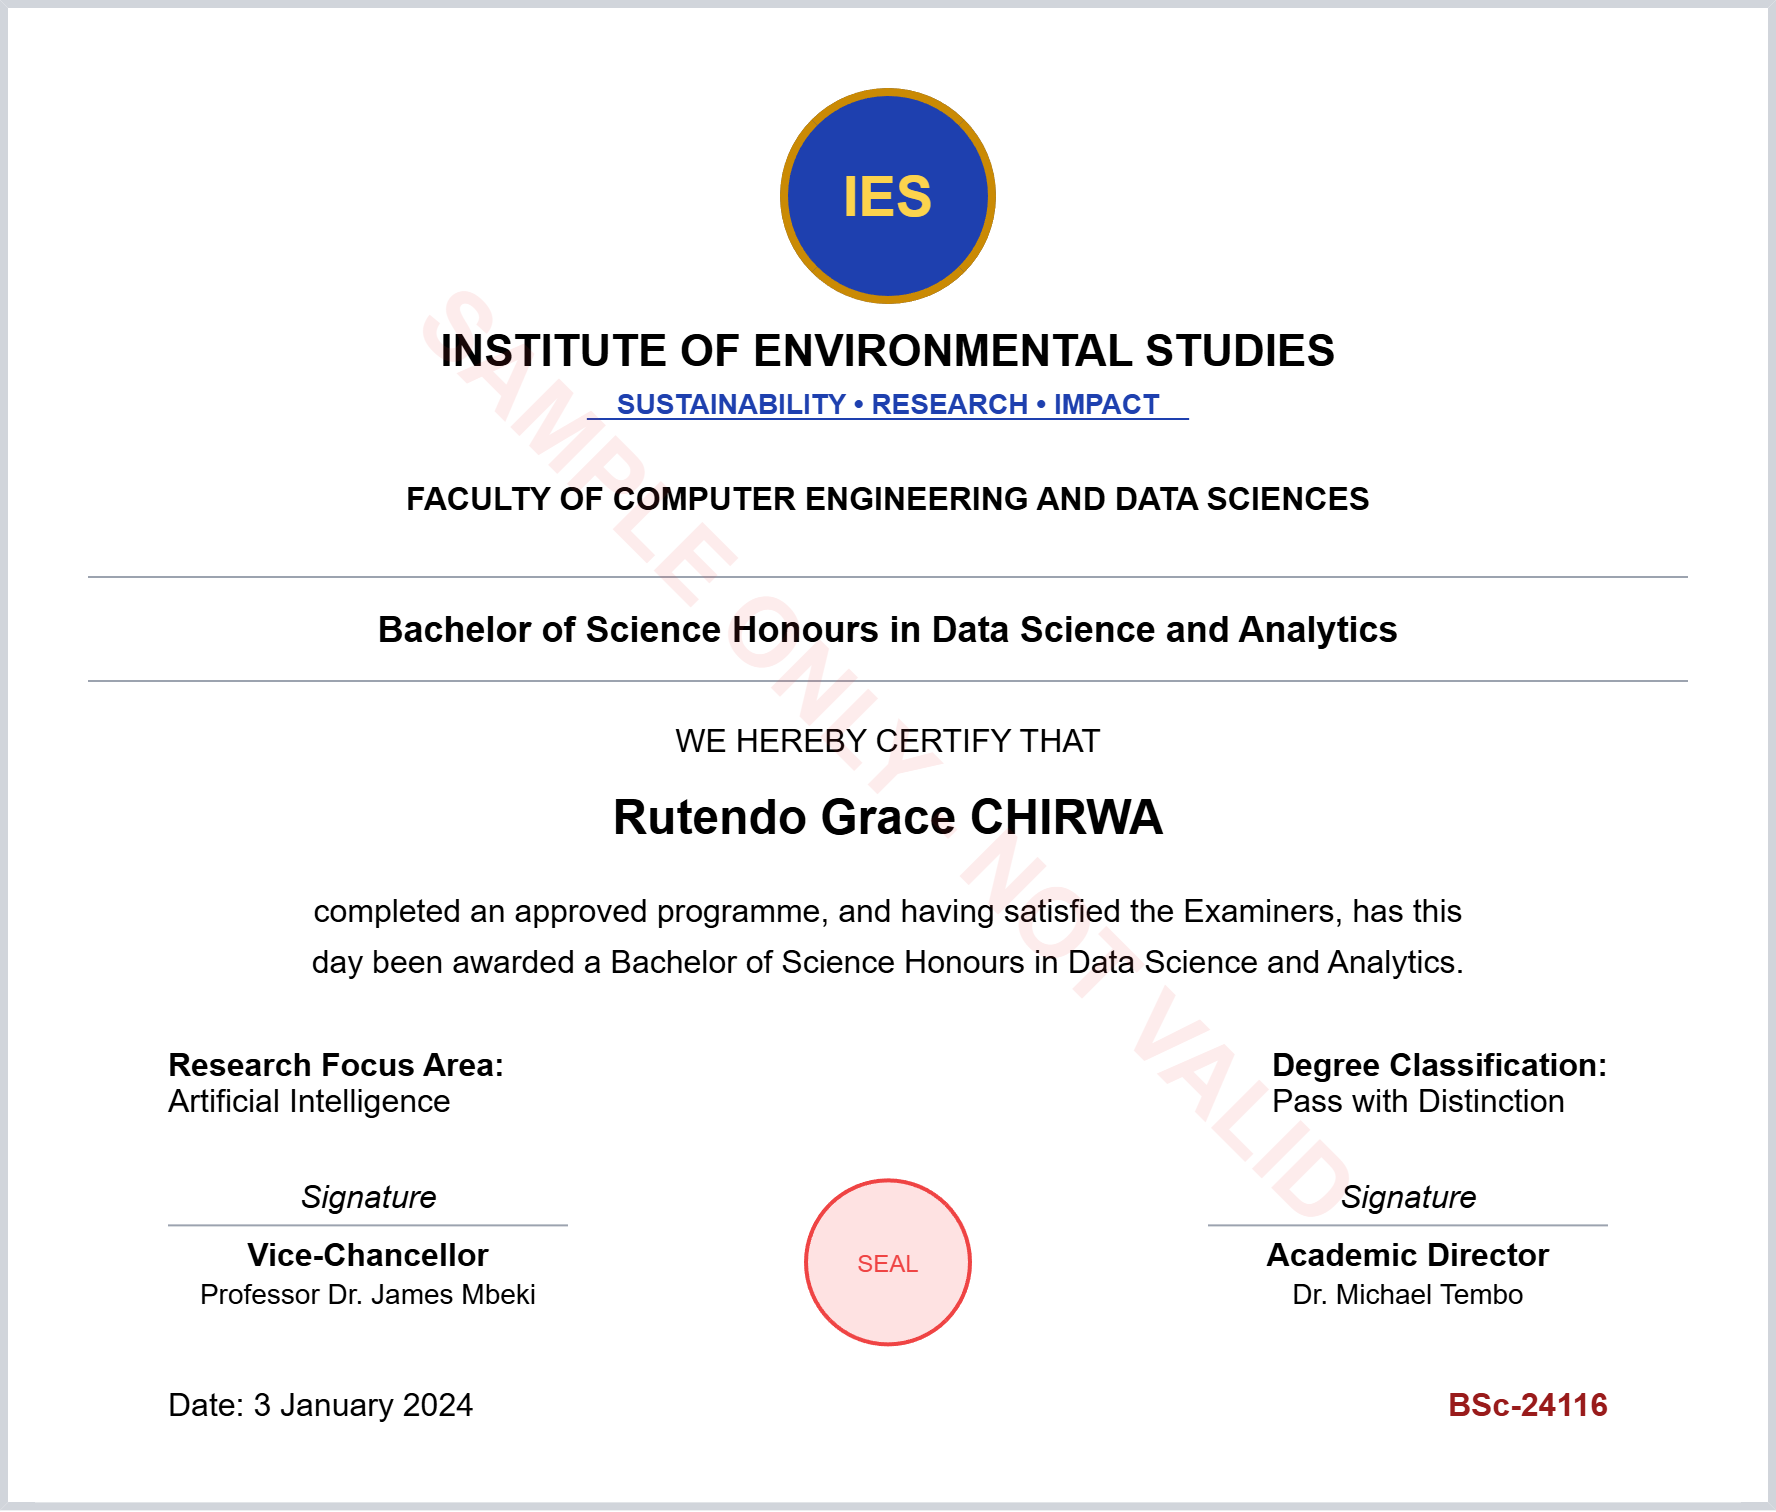 IES
INSTITUTE OF ENVIRONMENTAL STUDIES
SUSTAINABILITY • RESEARCH • IMPACT
FACULTY OF COMPUTER ENGINEERING AND DATA SCIENCES
Bachelor of Science Honours in Data Science and Analytics
WE HEREBY CERTIFY THAT
Rutendo Grace CHIRWA
completed an approved programme, and having satisfied the Examiners, has this
day been awarded a Bachelor of Science Honours in Data Science and Analytics.
Research Focus Area:
Artificial Intelligence
Degree Classification:
Pass with Distinction
Signature
Vice-Chancellor
Professor Dr. James Mbeki
SEAL
Signature
Academic Director
Dr. Michael Tembo
Date: 3 January 2024
BSc-24116
SAMPLE ONLY - NOT VALID